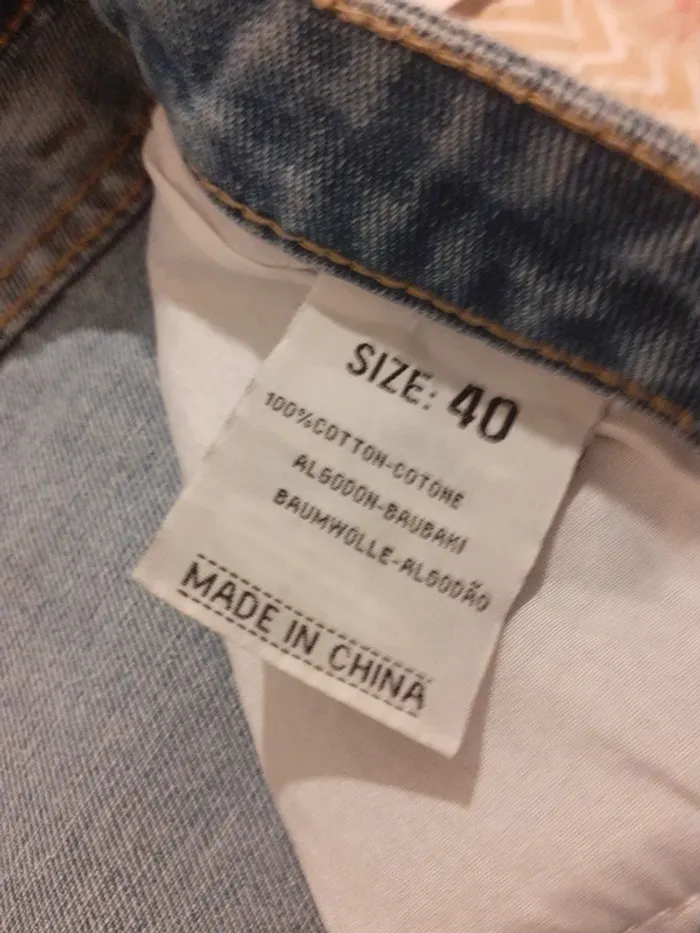 SIZE: 40
100%COTTON-COTONE
ALGODON-BAUBAKI
BAUMWOLLE-ALGODÃO
MADE IN CHINA